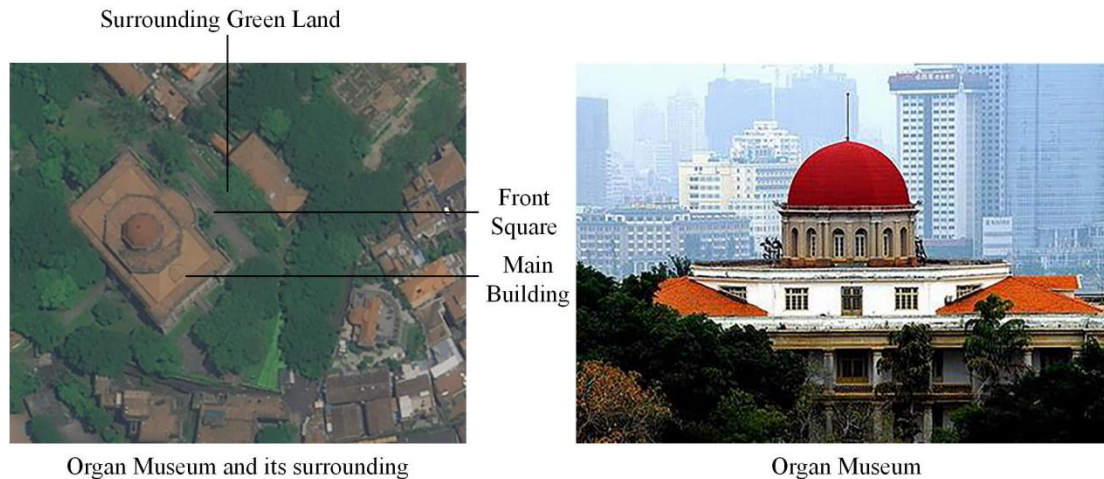 Surrounding Green Land
Front
Square
Main
Building
Organ Museum and its surrounding
Organ Museum